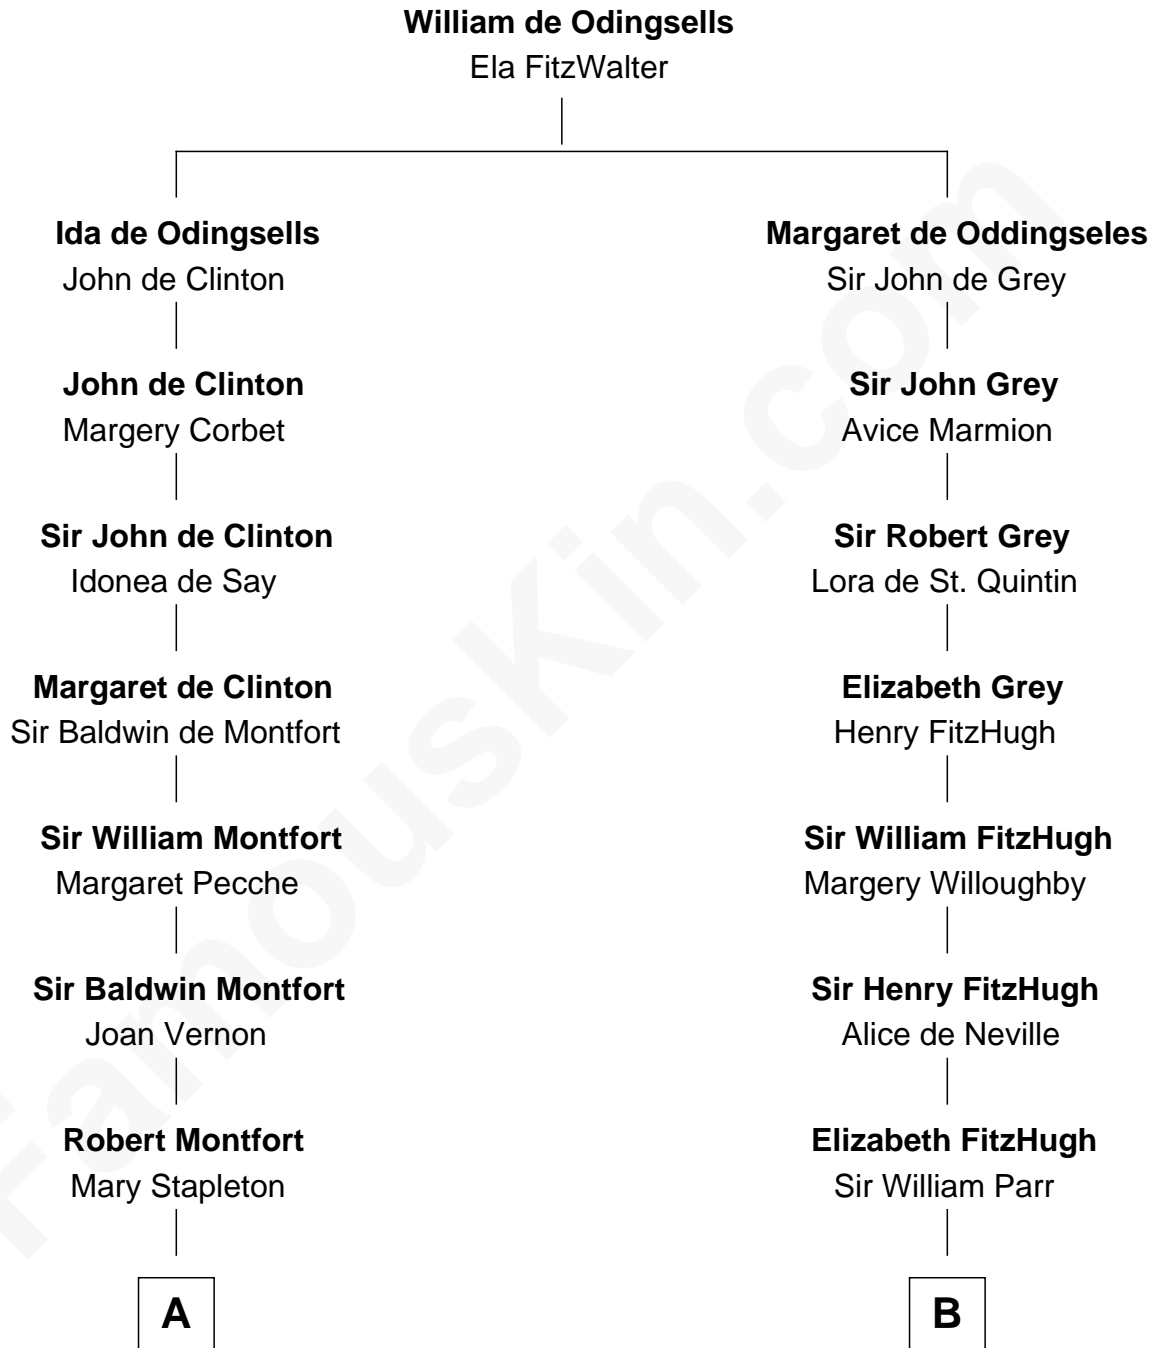 William de Odingsells
Ela FitzWalter
Ida de Odingsells
John de Clinton
Margaret de Oddingseles
Sir John de Grey
John de Clinton
Margery Corbet
Sir John Grey
Avice Marmion
Sir John de Clinton
Idonea de Say
Sir Robert Grey
Lora de St. Quintin
Margaret de Clinton
Sir Baldwin de Montfort
Elizabeth Grey
Henry FitzHugh
Sir William Montfort
Margaret Pecche
Sir William FitzHugh
Margery Willoughby
Sir Baldwin Montfort
Joan Vernon
Sir Henry FitzHugh
Alice de Neville
Robert Montfort
Mary Stapleton
Elizabeth FitzHugh
Sir William Parr
A
B
FamousKin.com